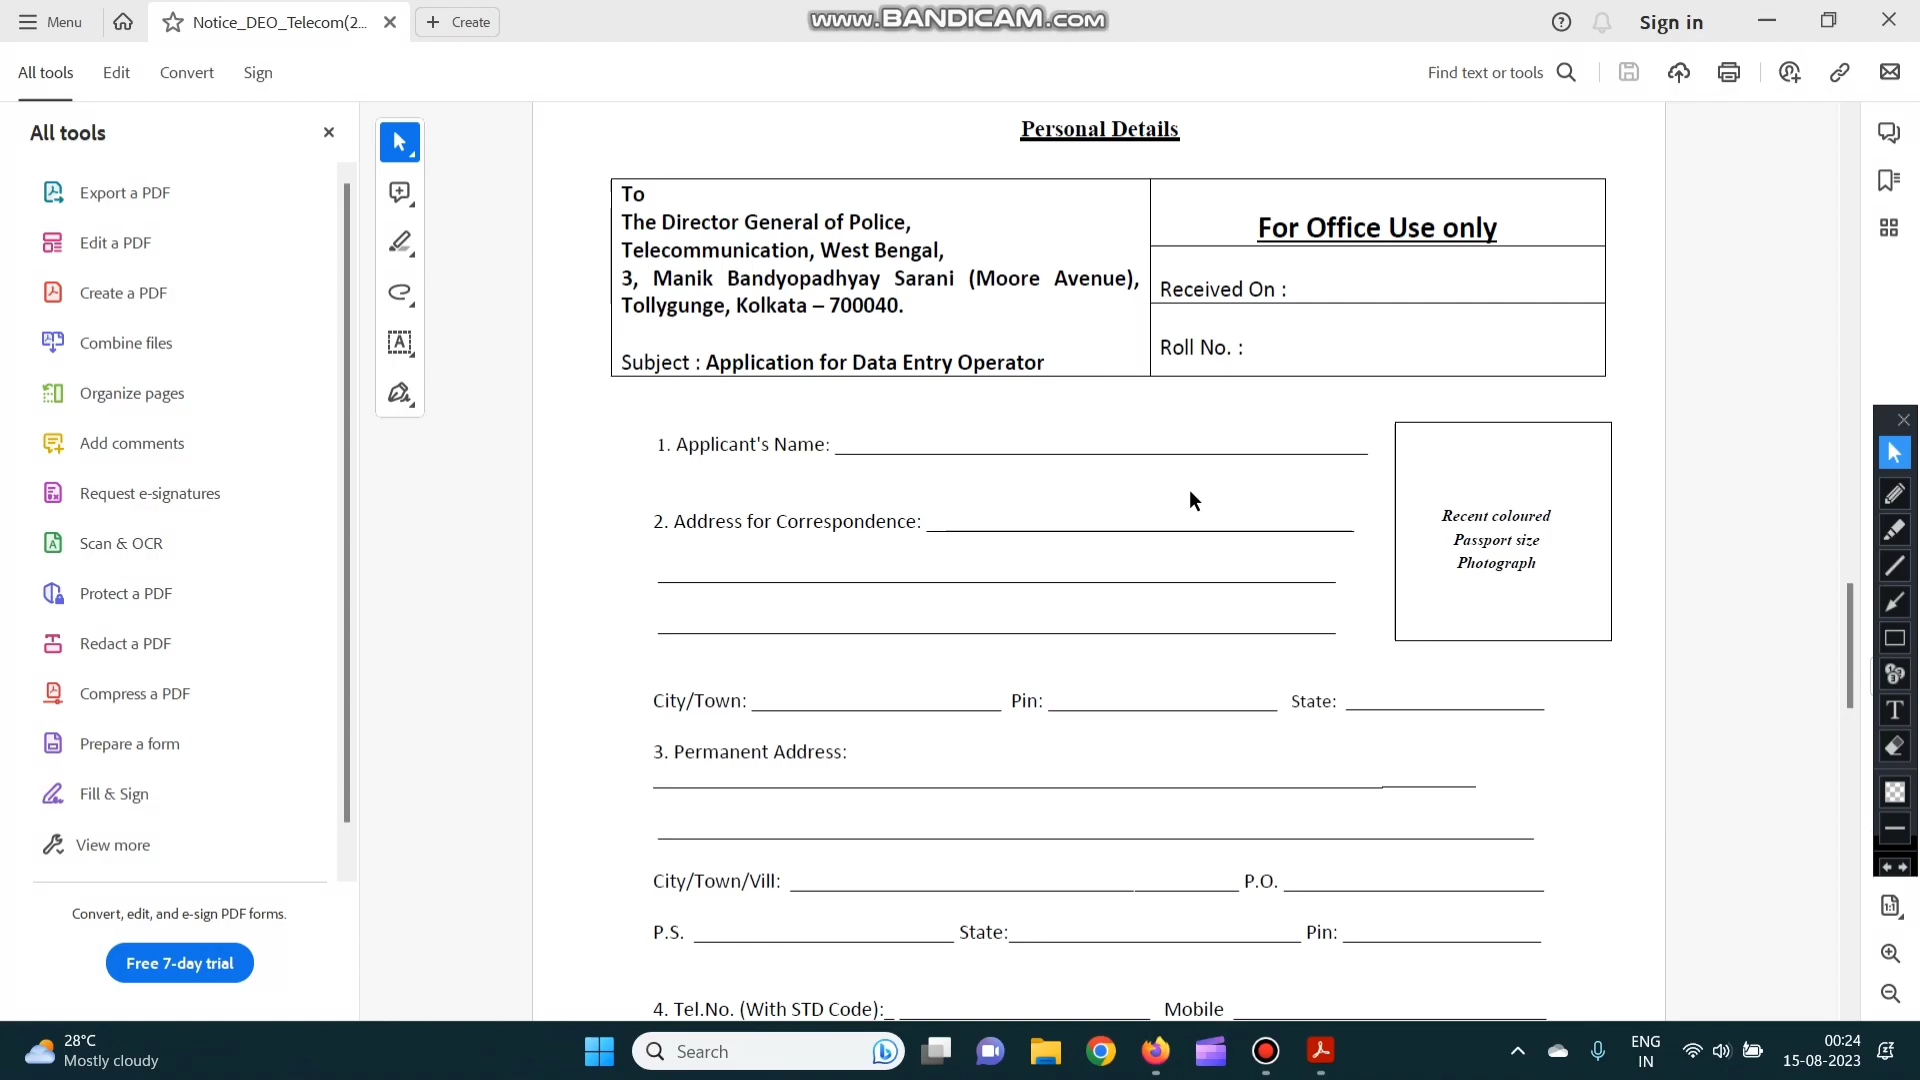 Menu
Notice_DEO_Telecom(2...
Create
www.BANDICAM.com
Sign in
All tools
Edit
Convert
Sign
Find text or tools
All tools
Export a PDF
Edit a PDF
Create a PDF
Combine files
Organize pages
Add comments
Request e-signatures
Scan & OCR
Protect a PDF
Redact a PDF
Compress a PDF
Prepare a form
Fill & Sign
View more
Convert, edit, and e-sign PDF forms.
Free 7-day trial
Personal Details
To
The Director General of Police,
Telecommunication, West Bengal,
3, Manik Bandyopadhyay Sarani (Moore Avenue),
Tollygunge, Kolkata – 700040.
Subject : Application for Data Entry Operator
For Office Use only
Received On :
Roll No. :
1. Applicant's Name:
2. Address for Correspondence:
Recent coloured
Passport size
Photograph
City/Town: Pin: State:
3. Permanent Address:
City/Town/Vill: P.O.
P.S. State: Pin:
4. Tel.No. (With STD Code): Mobile
28°C
Mostly cloudy
Search
ENG
IN
00:24
15-08-2023